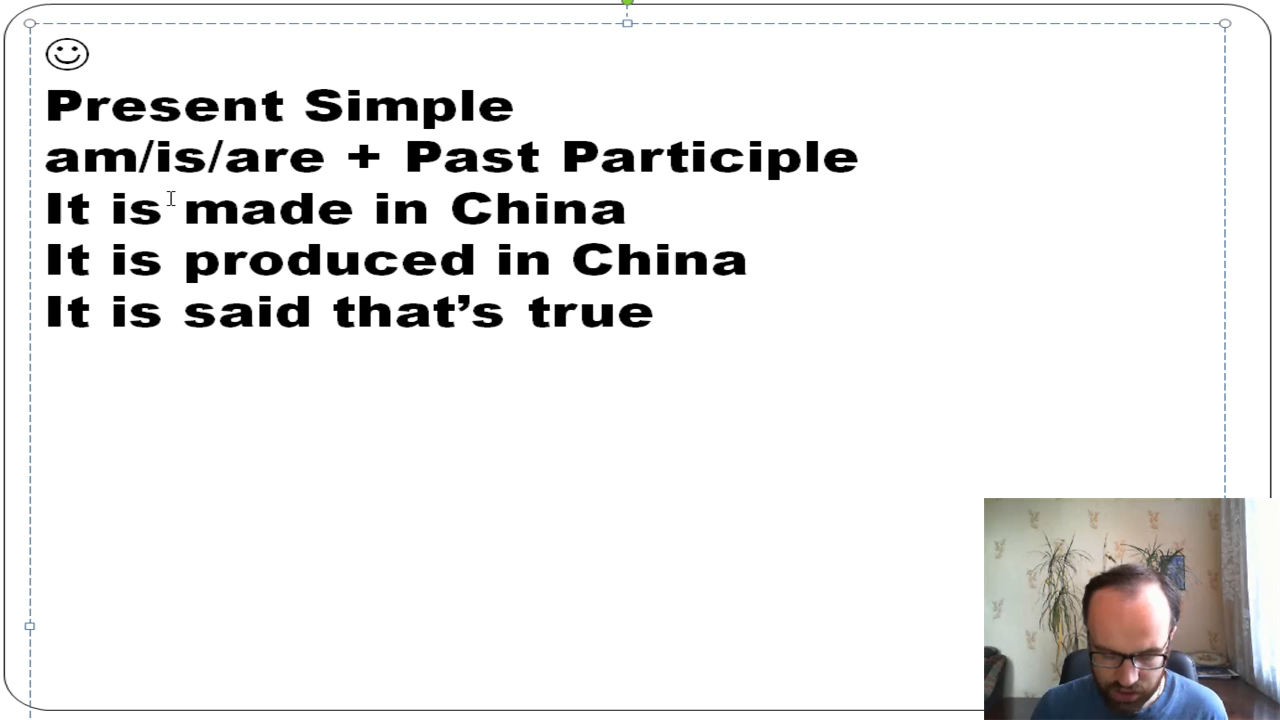 Present Simple
am/is/are + Past Participle
It is made in China
It is produced in China
It is said that’s true